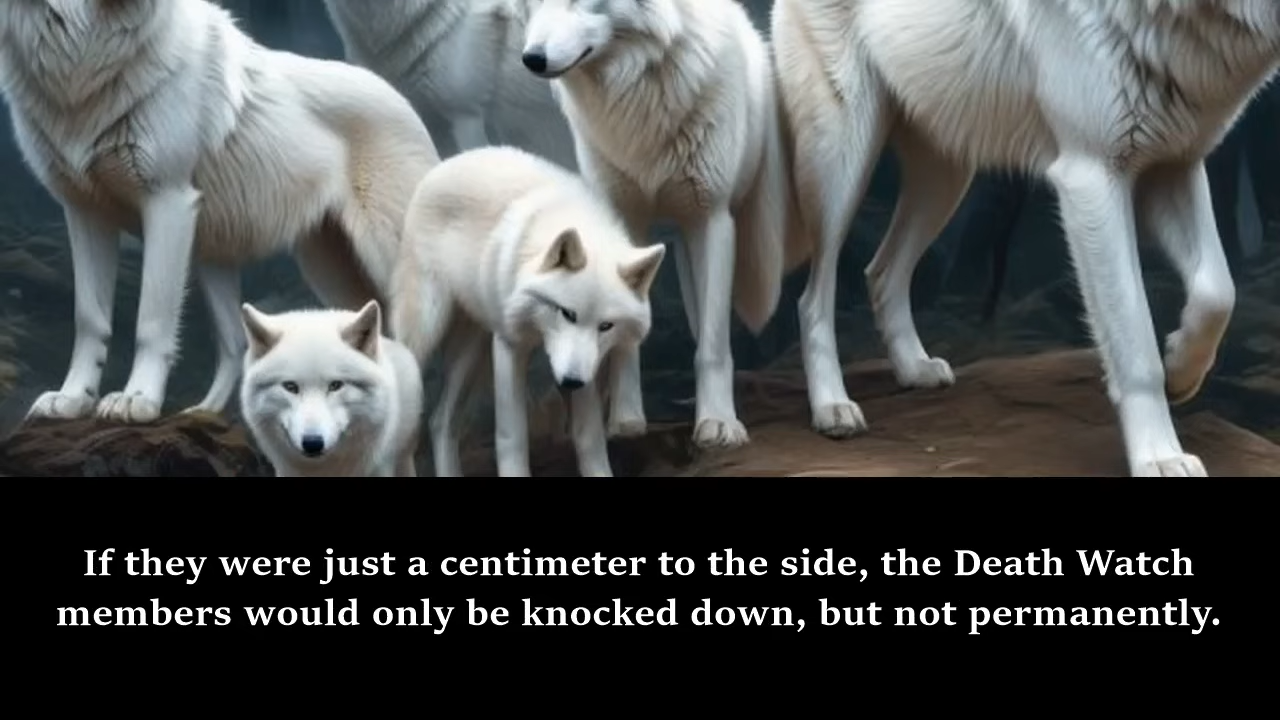 If they were just a centimeter to the side, the Death Watch
members would only be knocked down, but not permanently.